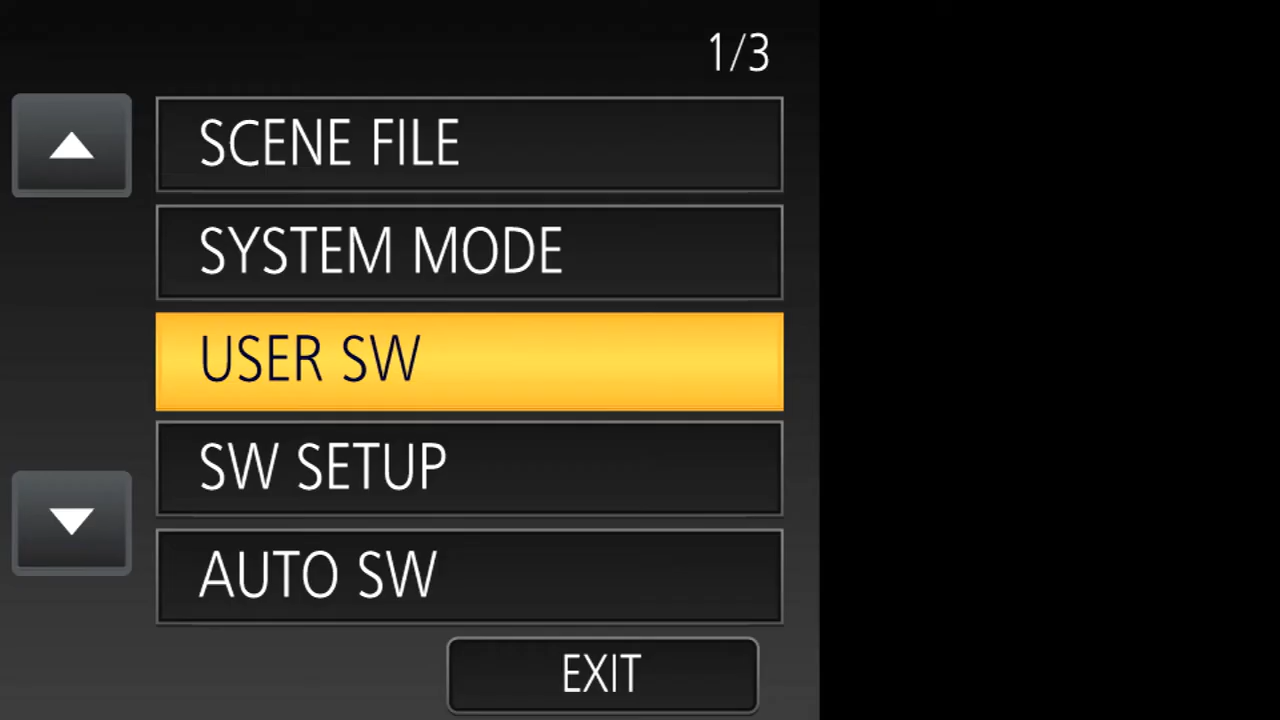 1/3
SCENE FILE
SYSTEM MODE
USER SW
SW SETUP
AUTO SW
EXIT